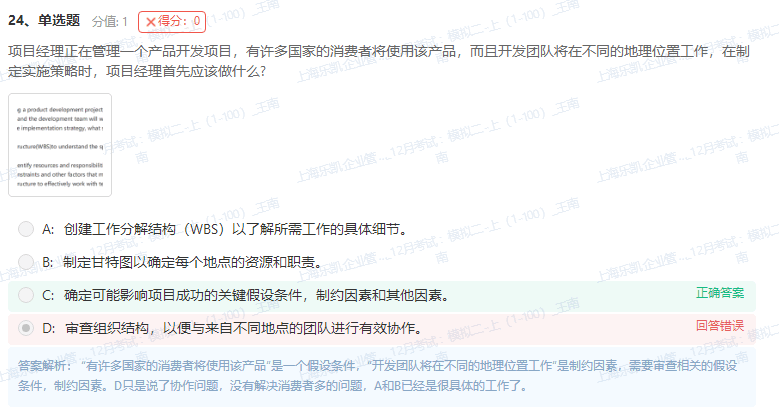 24、单选题 分值: 1 得分：0
项目经理正在管理一个产品开发项目，有许多国家的消费者将使用该产品，而且开发团队将在不同的地理位置工作，在制
定实施策略时，项目经理首先应该做什么?
g a product development project
and the development team will w
e implementation strategy, what s
ructure(WBS)to understand the q
entify resources and responsibilit
nstraints and other factors that m
ructure to effectively work with te
A: 创建工作分解结构（WBS）以了解所需工作的具体细节。
B: 制定甘特图以确定每个地点的资源和职责。
C: 确定可能影响项目成功的关键假设条件，制约因素和其他因素。 正确答案
D: 审查组织结构，以便与来自不同地点的团队进行有效协作。 回答错误
答案解析： “有许多国家的消费者将使用该产品”是一个假设条件，“开发团队将在不同的地理位置工作”是制约因素，需要审查相关的假设
条件，制约因素。D只是说了协作问题，没有解决消费者多的问题，A和B已经是很具体的工作了。
上海乐凯企业管..., 12月考试：模拟二-上（1-100）_王南